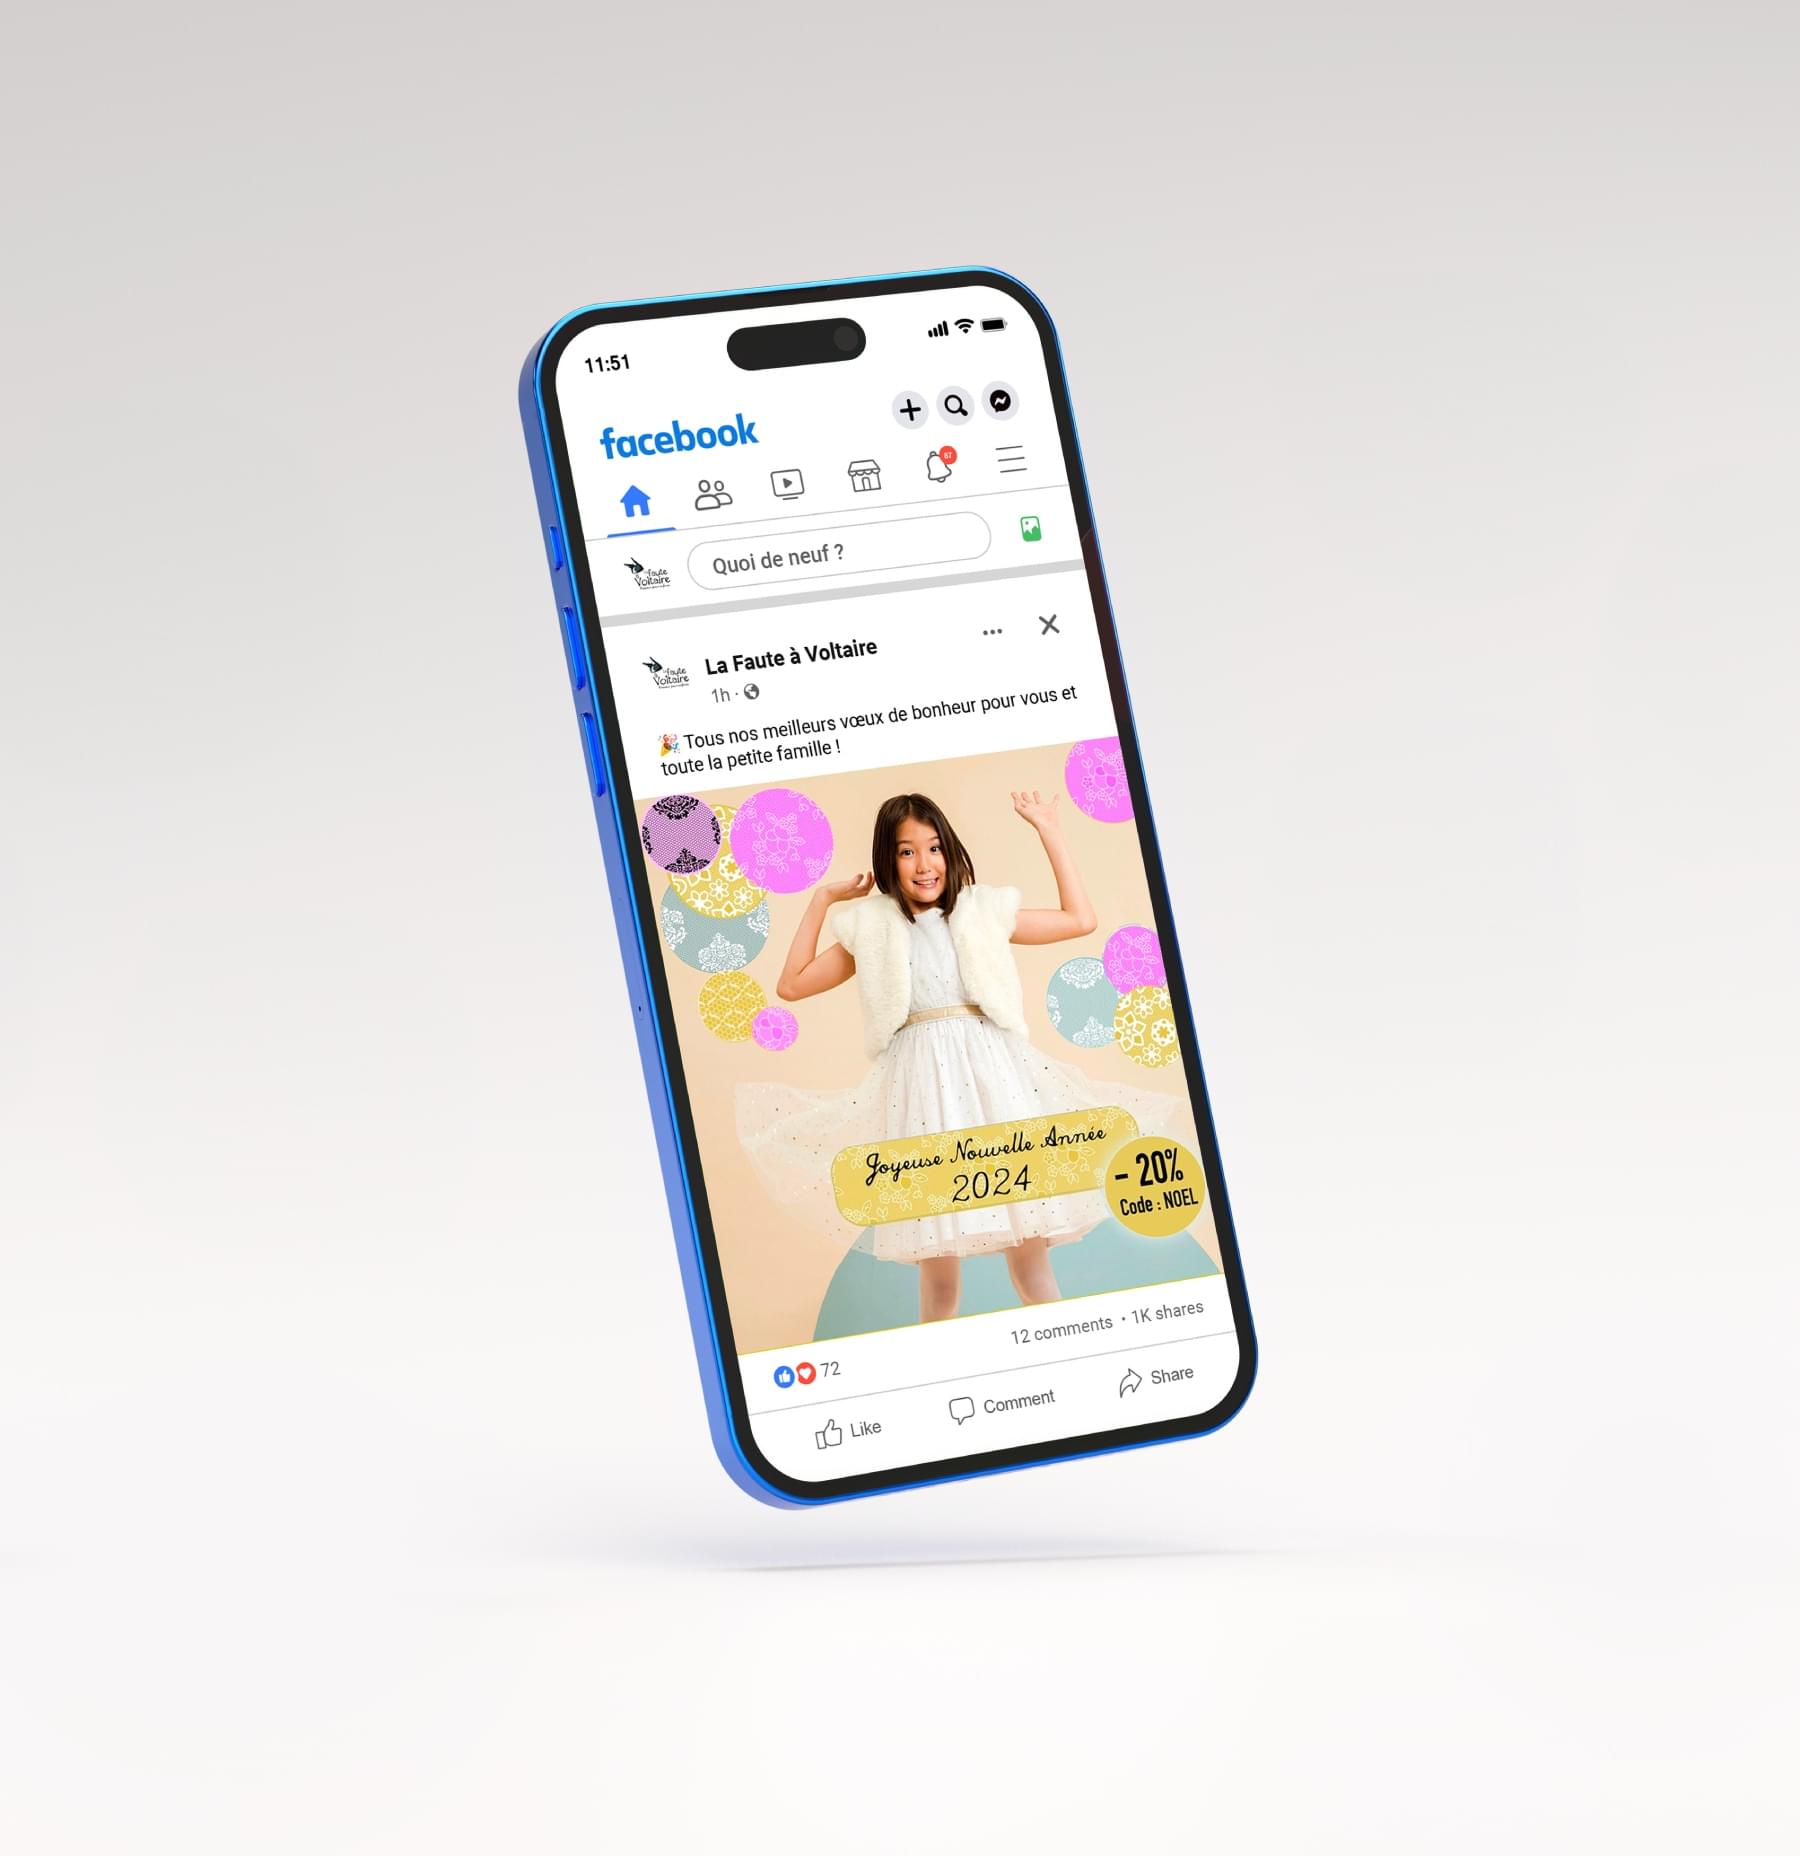 11:51
facebook
87
Quoi de neuf ?
Faute
Voltaire
La Faute à Voltaire
1h ·
Faute
Voltaire
🎉 Tous nos meilleurs vœux de bonheur pour vous et
toute la petite famille !
Joyeuse Nouvelle Année
2024
- 20%
Code : NOEL
72
12 comments • 1K shares
Like
Comment
Share